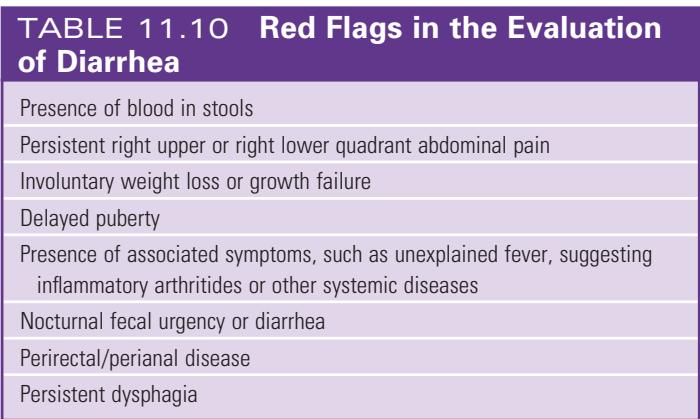 TABLE 11.10 Red Flags in the Evaluation
of Diarrhea
Presence of blood in stools
Persistent right upper or right lower quadrant abdominal pain
Involuntary weight loss or growth failure
Delayed puberty
Presence of associated symptoms, such as unexplained fever, suggesting
inflammatory arthritides or other systemic diseases
Nocturnal fecal urgency or diarrhea
Perirectal/perianal disease
Persistent dysphagia